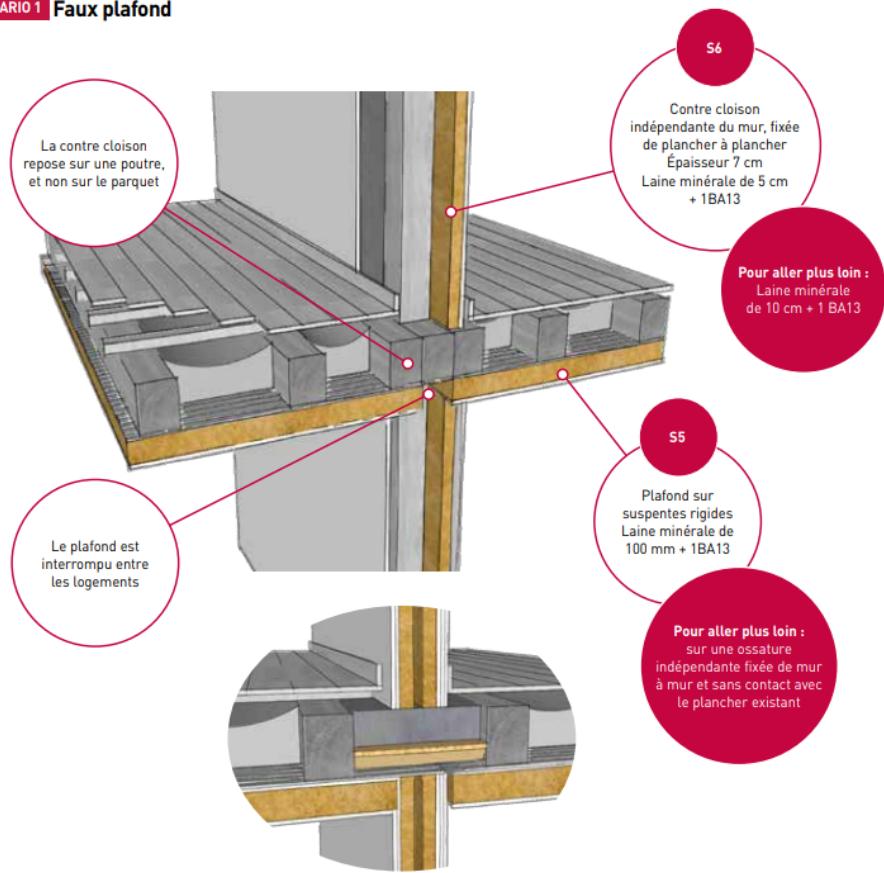 ARIO 1 Faux plafond
La contre cloison
repose sur une poutre,
et non sur le parquet
S6
Contre cloison
indépendante du mur, fixée
de plancher à plancher
Épaisseur 7 cm
Laine minérale de 5 cm
+ 1BA13
Pour aller plus loin :
Laine minérale
de 10 cm + 1 BA13
S5
Plafond sur
suspentes rigides
Laine minérale de
100 mm + 1BA13
Le plafond est
interrompu entre
les logements
Pour aller plus loin :
sur une ossature
indépendante fixée de mur
à mur et sans contact avec
le plancher existant